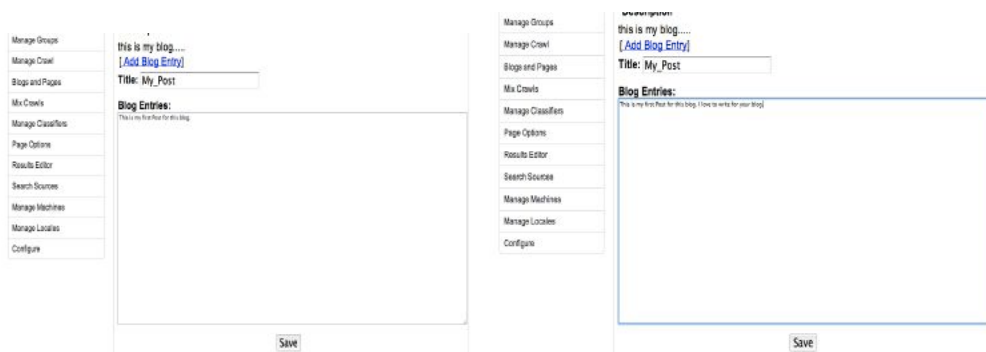 Manage Groups
Manage Crawl
Blogs and Pages
Mix Crawls
Manage Classifiers
Page Options
Results Editor
Search Sources
Manage Machines
Manage Locales
Configure
this is my blog.....
[ Add Blog Entry]
Title: My_Post
Blog Entries:
This is my first Post for this blog.
Save
Manage Groups
Manage Crawl
Blogs and Pages
Mix Crawls
Manage Classifiers
Page Options
Results Editor
Search Sources
Manage Machines
Manage Locales
Configure
Description
this is my blog.....
[ Add Blog Entry]
Title: My_Post
Blog Entries:
This is my first Post for this blog. I love to write for your blog.
Save